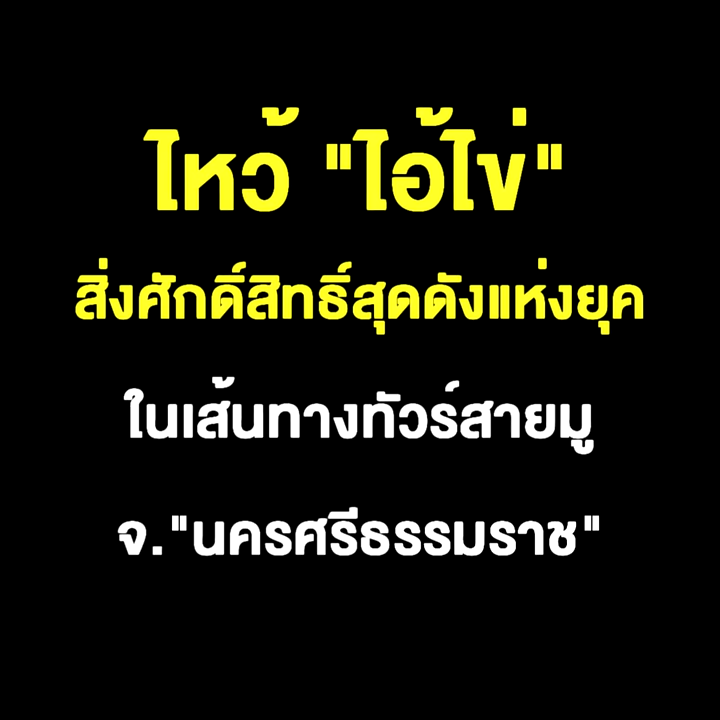 ไหว้ "ไอ้ไข่"
สิ่งศักดิ์สิทธิ์สุดดังแห่งยุค
ในเส้นทางทัวร์สายมู
จ."นครศรีธรรมราช"